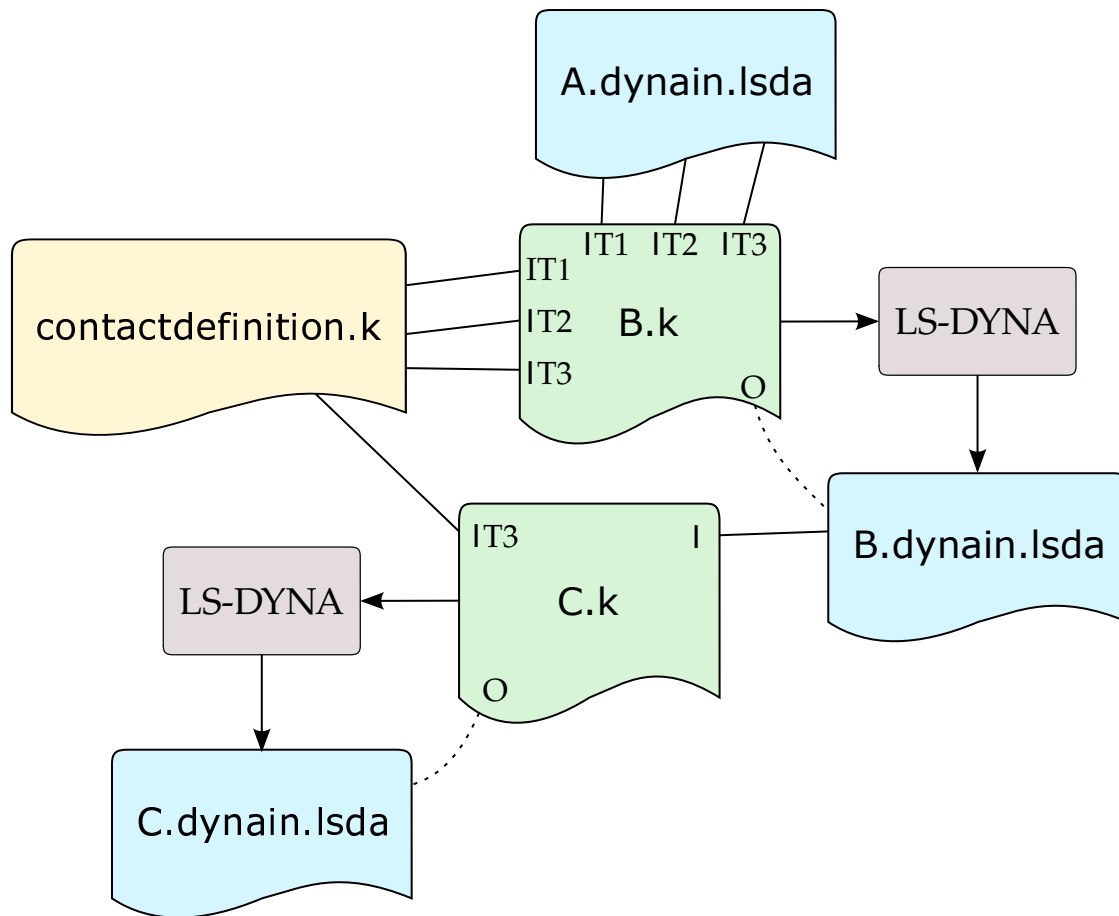 A.dynain.lsda
IT1 IT2 IT3
contactdefinition.k
IT1
IT2
IT3
B.k
O
LS-DYNA
B.dynain.lsda
IT3
I
C.k
O
LS-DYNA
C.dynain.lsda